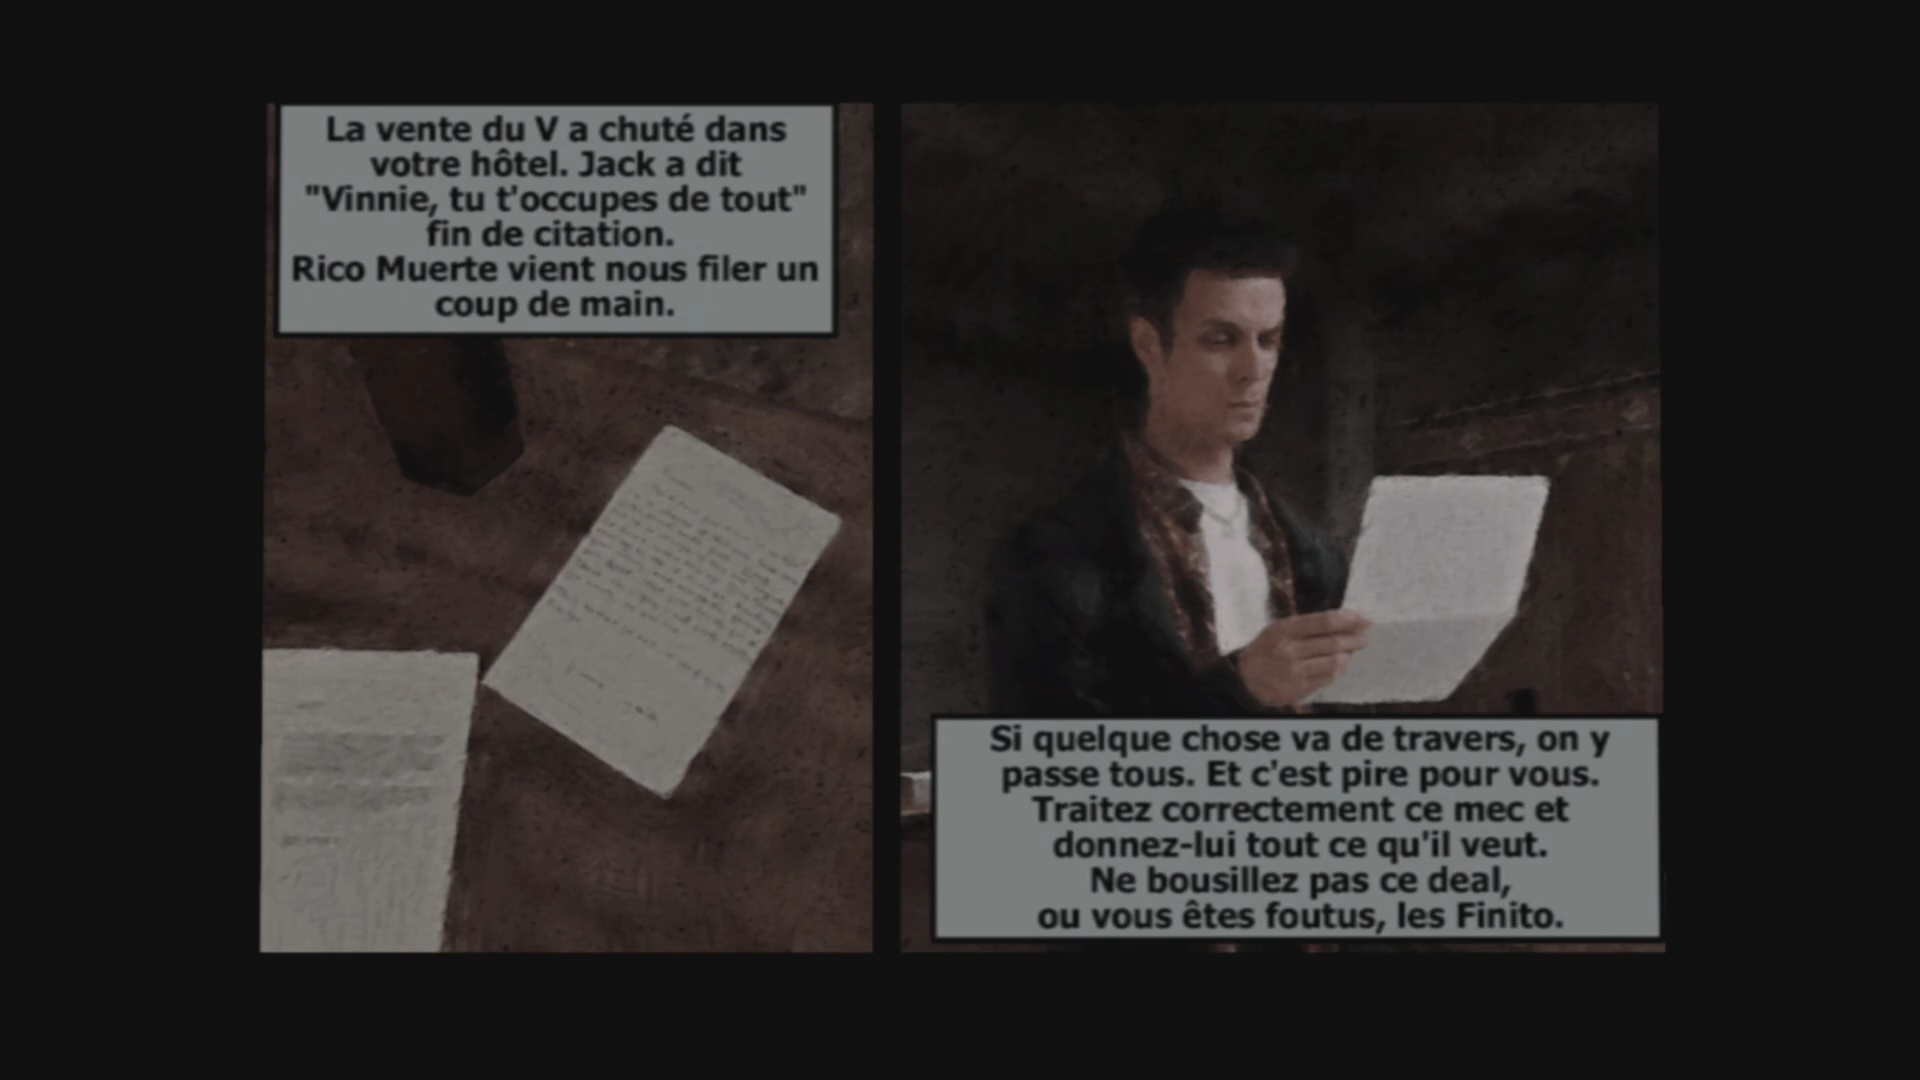 La vente du V a chuté dans
votre hôtel. Jack a dit
"Vinnie, tu t'occupes de tout"
fin de citation.
Rico Muerte vient nous filer un
coup de main.
Si quelque chose va de travers, on y
passe tous. Et c'est pire pour vous.
Traitez correctement ce mec et
donnez-lui tout ce qu'il veut.
Ne bousillez pas ce deal,
ou vous êtes foutus, les Finito.